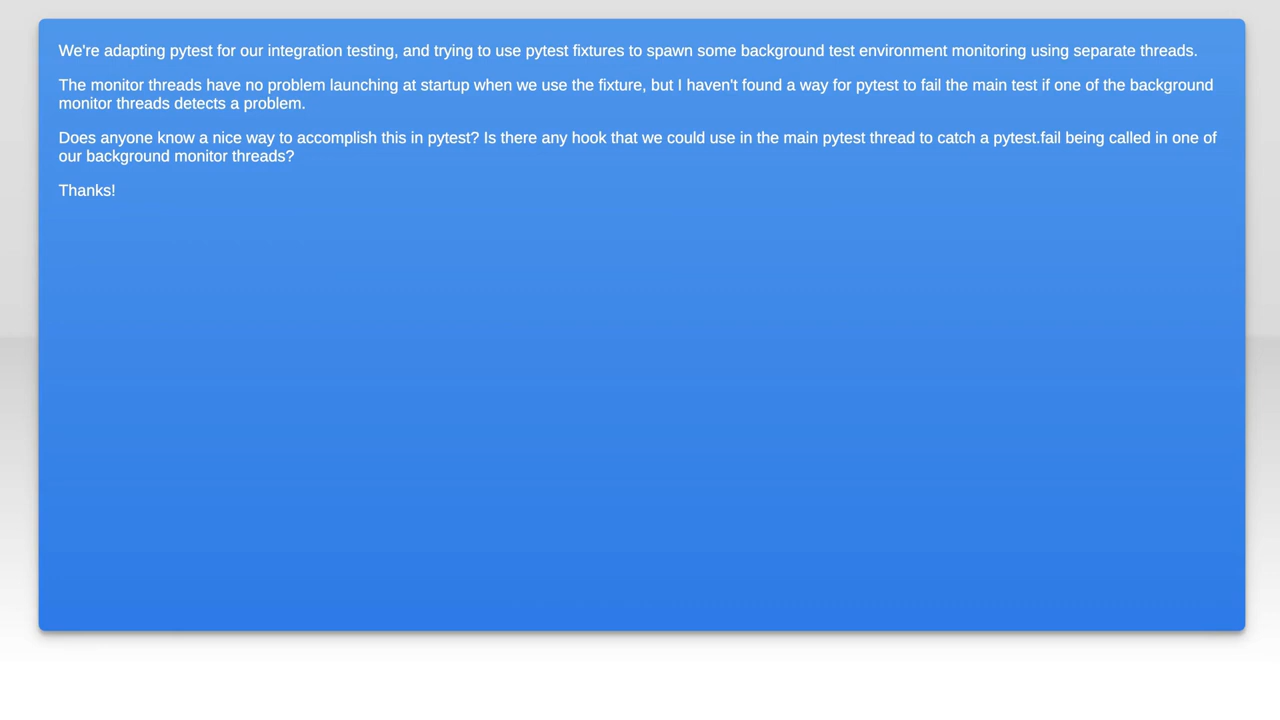 We're adapting pytest for our integration testing, and trying to use pytest fixtures to spawn some background test environment monitoring using separate threads.
The monitor threads have no problem launching at startup when we use the fixture, but I haven't found a way for pytest to fail the main test if one of the background
monitor threads detects a problem.
Does anyone know a nice way to accomplish this in pytest? Is there any hook that we could use in the main pytest thread to catch a pytest.fail being called in one of
our background monitor threads?
Thanks!